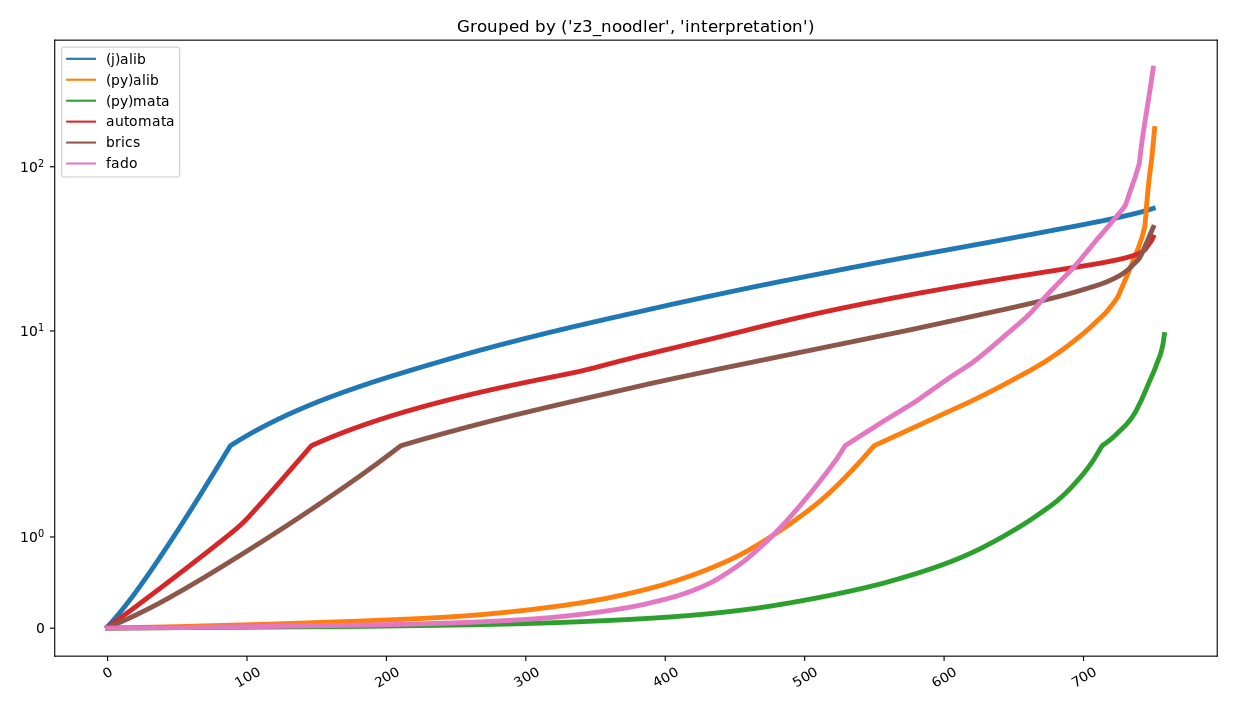 Grouped by ('z3_noodler', 'interpretation')
(j)alib
(py)alib
(py)mata
automata
brics
fado
10²
10¹
10⁰
0
0
100
200
300
400
500
600
700